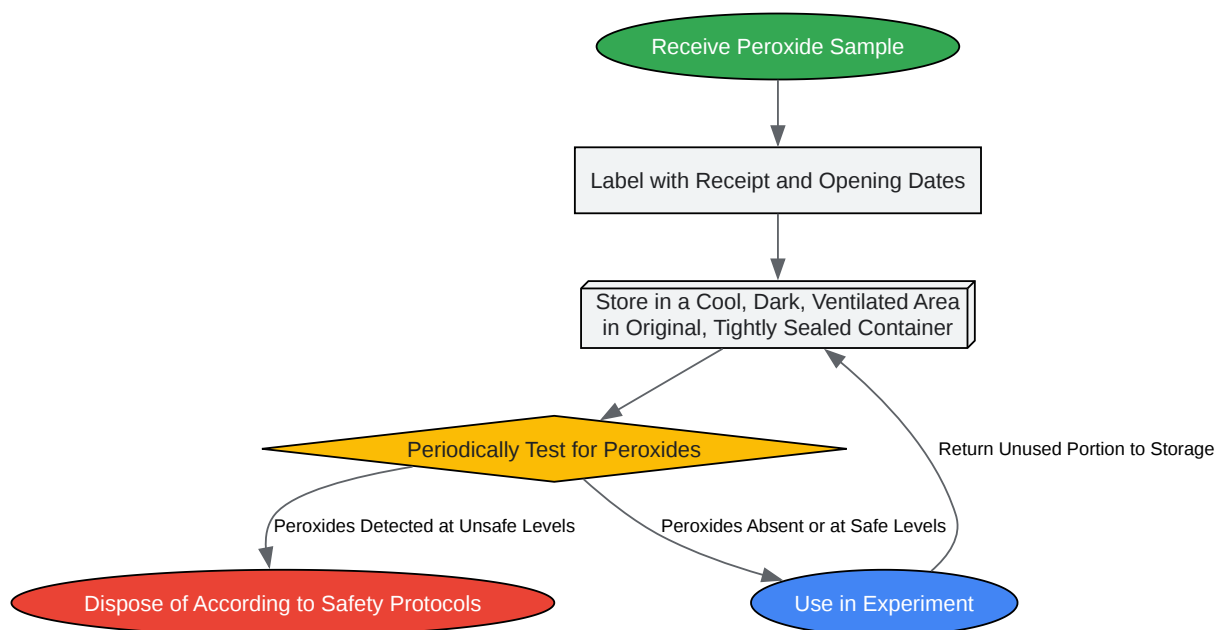 Receive Peroxide Sample
Label with Receipt and Opening Dates
Store in a Cool, Dark, Ventilated Area
in Original, Tightly Sealed Container
Periodically Test for Peroxides
Return Unused Portion to Storage
Peroxides Detected at Unsafe Levels
Peroxides Absent or at Safe Levels
Dispose of According to Safety Protocols
Use in Experiment